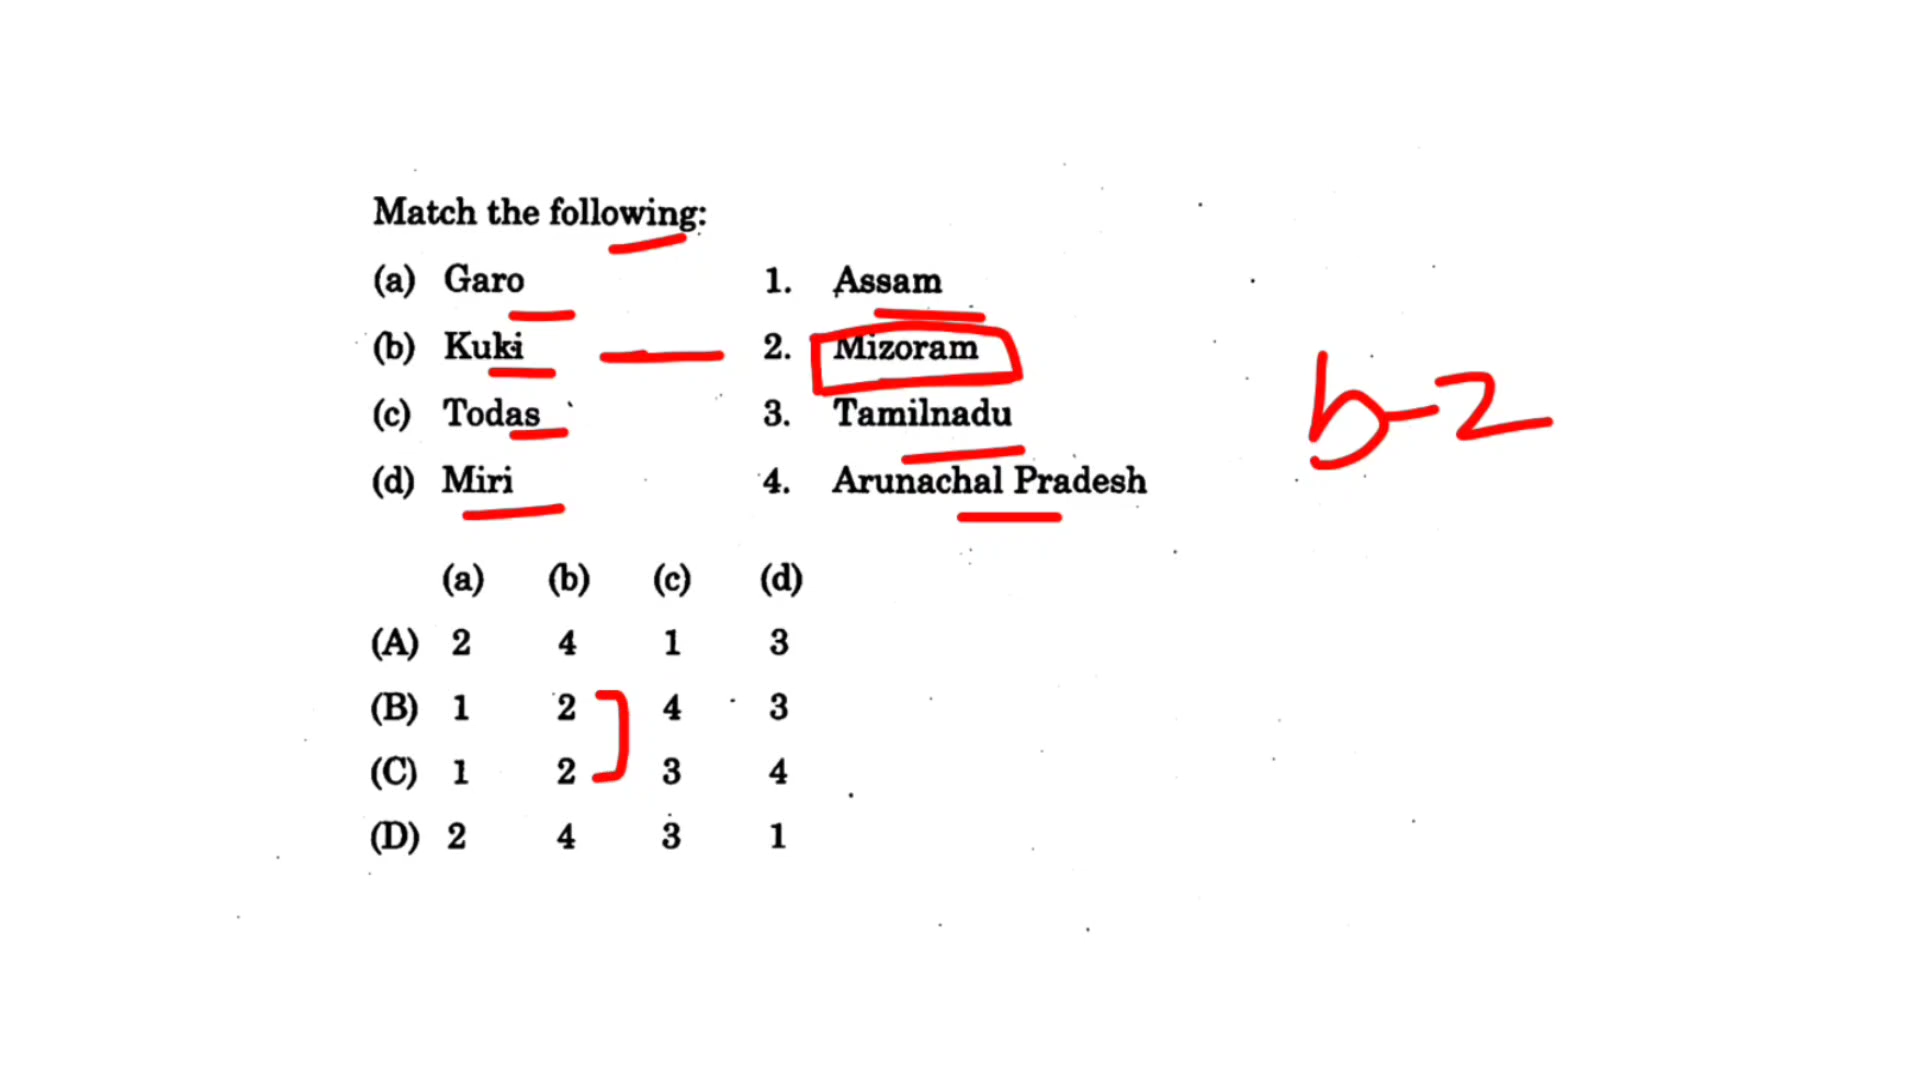 Match the following:
(a) Garo 1. Assam
(b) Kuki 2. Mizoram
(c) Todas 3. Tamilnadu
(d) Miri 4. Arunachal Pradesh
b-2
(a) (b) (c) (d)
(A) 2 4 1 3
(B) 1 2 4 3
(C) 1 2 3 4
(D) 2 4 3 1